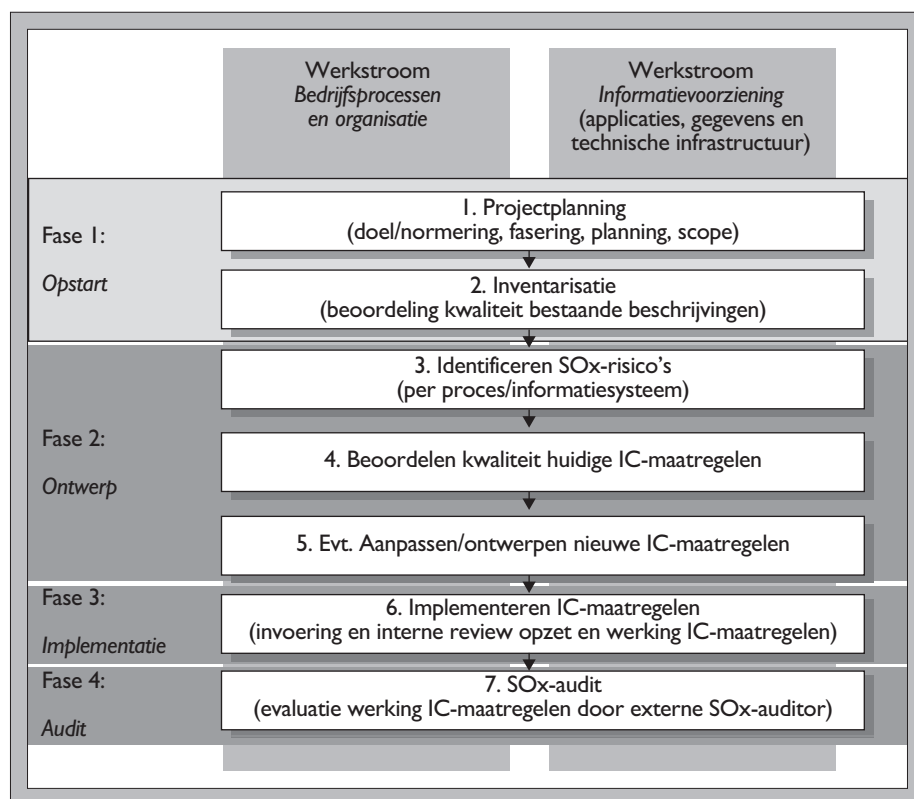 Werkstroom
Bedrijfsprocessen
en organisatie
Werkstroom
Informatievoorziening
(applicaties, gegevens en
technische infrastructuur)
Fase 1:
Opstart
1. Projectplanning
(doel/normering, fasering, planning, scope)
2. Inventarisatie
(beoordeling kwaliteit bestaande beschrijvingen)
Fase 2:
Ontwerp
3. Identificeren SOx-risico's
(per proces/informatiesysteem)
4. Beoordelen kwaliteit huidige IC-maatregelen
5. Evt. Aanpassen/ontwerpen nieuwe IC-maatregelen
Fase 3:
Implementatie
6. Implementeren IC-maatregelen
(invoering en interne review opzet en werking IC-maatregelen)
Fase 4:
Audit
7. SOx-audit
(evaluatie werking IC-maatregelen door externe SOx-auditor)